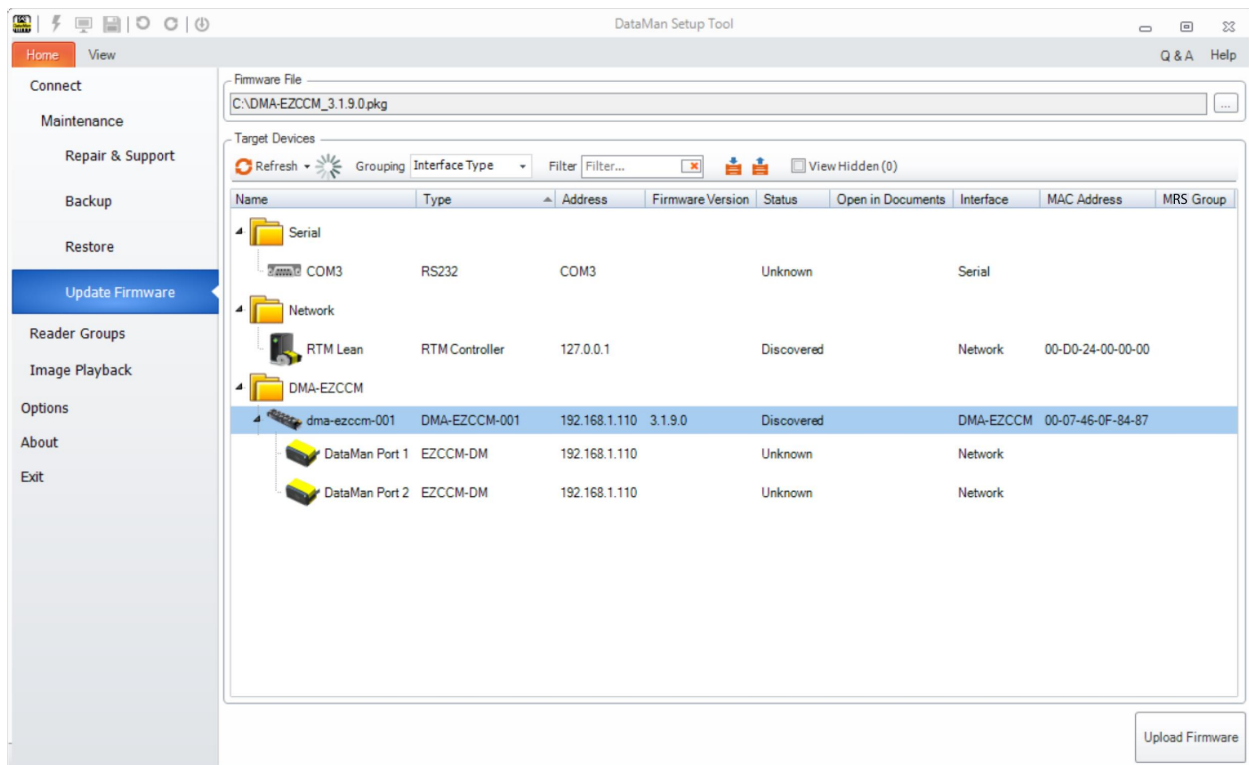 DataMan Setup Tool
Home View Q & A Help
Connect
Maintenance
Repair & Support
Backup
Restore
Update Firmware
Reader Groups
Image Playback
Options
About
Exit
Firmware File
C:\DMA-EZCCM_3.1.9.0.pkg ...
Target Devices
Refresh Grouping Interface Type Filter Filter... View Hidden (0)
Name Type Address Firmware Version Status Open in Documents Interface MAC Address MRS Group
Serial
COM3 RS232 COM3 Unknown Serial
Network
RTM Lean RTM Controller 127.0.0.1 Discovered Network 00-D0-24-00-00-00
DMA-EZCCM
dma-ezccm-001 DMA-EZCCM-001 192.168.1.110 3.1.9.0 Discovered DMA-EZCCM 00-07-46-0F-84-87
DataMan Port 1 EZCCM-DM 192.168.1.110 Unknown Network
DataMan Port 2 EZCCM-DM 192.168.1.110 Unknown Network
Upload Firmware